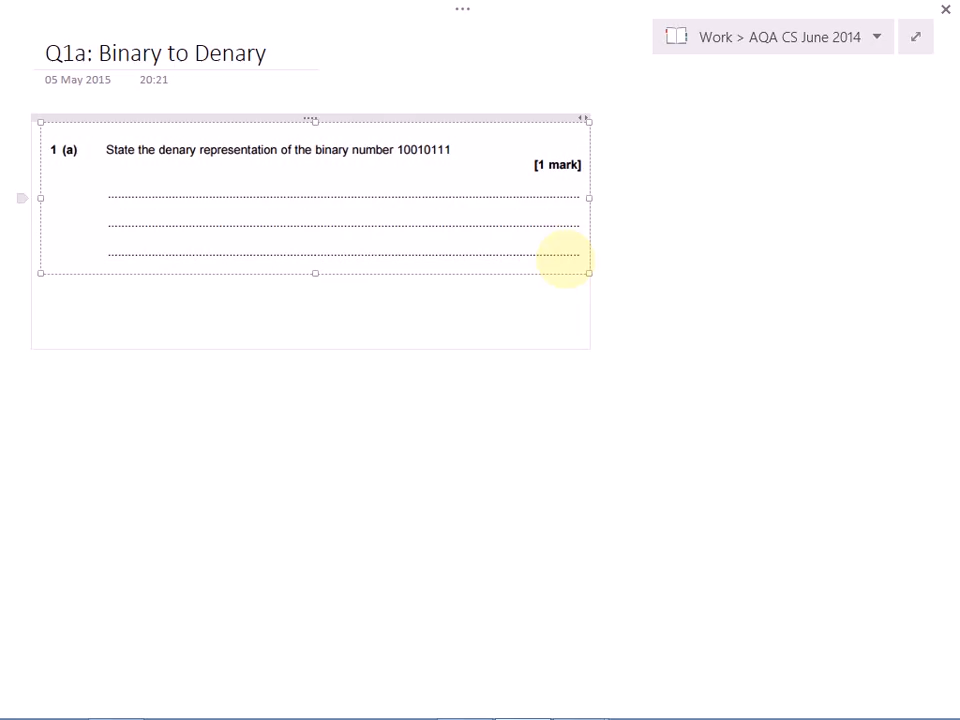 Q1a: Binary to Denary
Work > AQA CS June 2014
05 May 2015 20:21
1 (a) State the denary representation of the binary number 10010111
[1 mark]